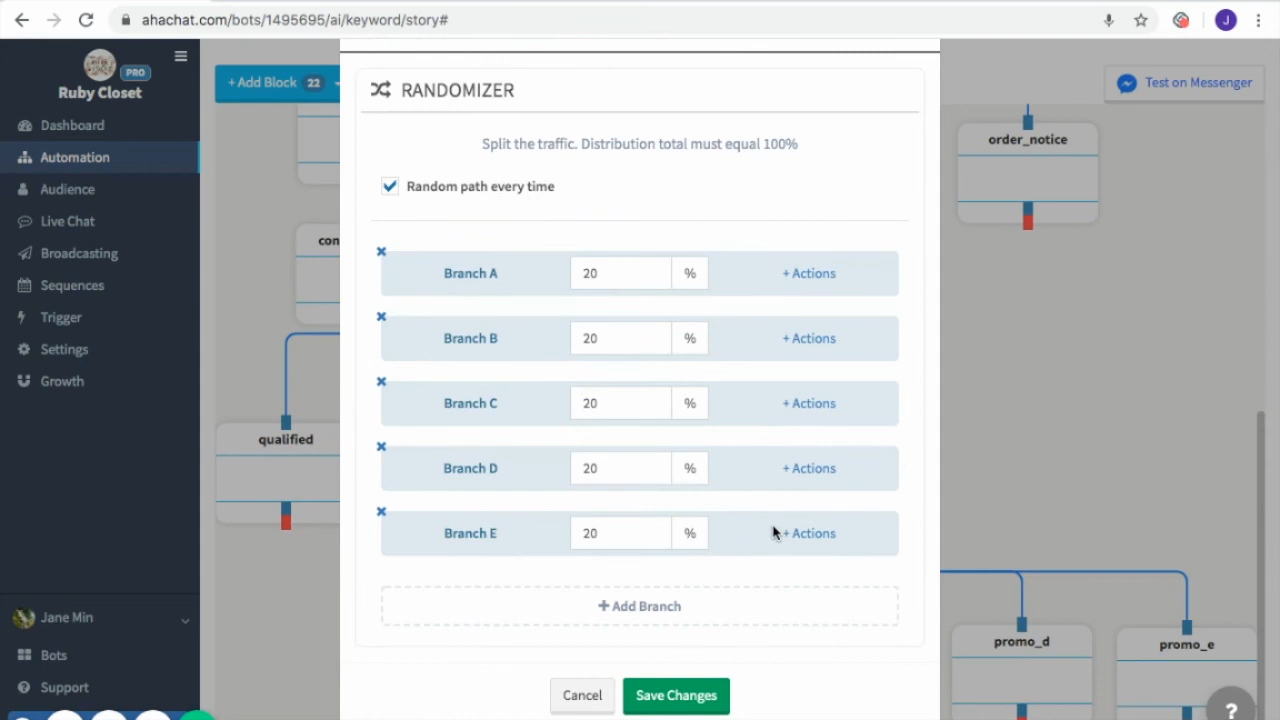 ahachat.com/bots/1495695/ai/keyword/story#
J
PRO
Ruby Closet
Dashboard
Automation
Audience
Live Chat
Broadcasting
Sequences
Trigger
Settings
Growth
Jane Min
Bots
Support
+ Add Block 22
Test on Messenger
con
qualified
order_notice
promo_d
promo_e
RANDOMIZER
Split the traffic. Distribution total must equal 100%
Random path every time
Branch A 20 % + Actions
Branch B 20 % + Actions
Branch C 20 % + Actions
Branch D 20 % + Actions
Branch E 20 % + Actions
+ Add Branch
Cancel Save Changes
?